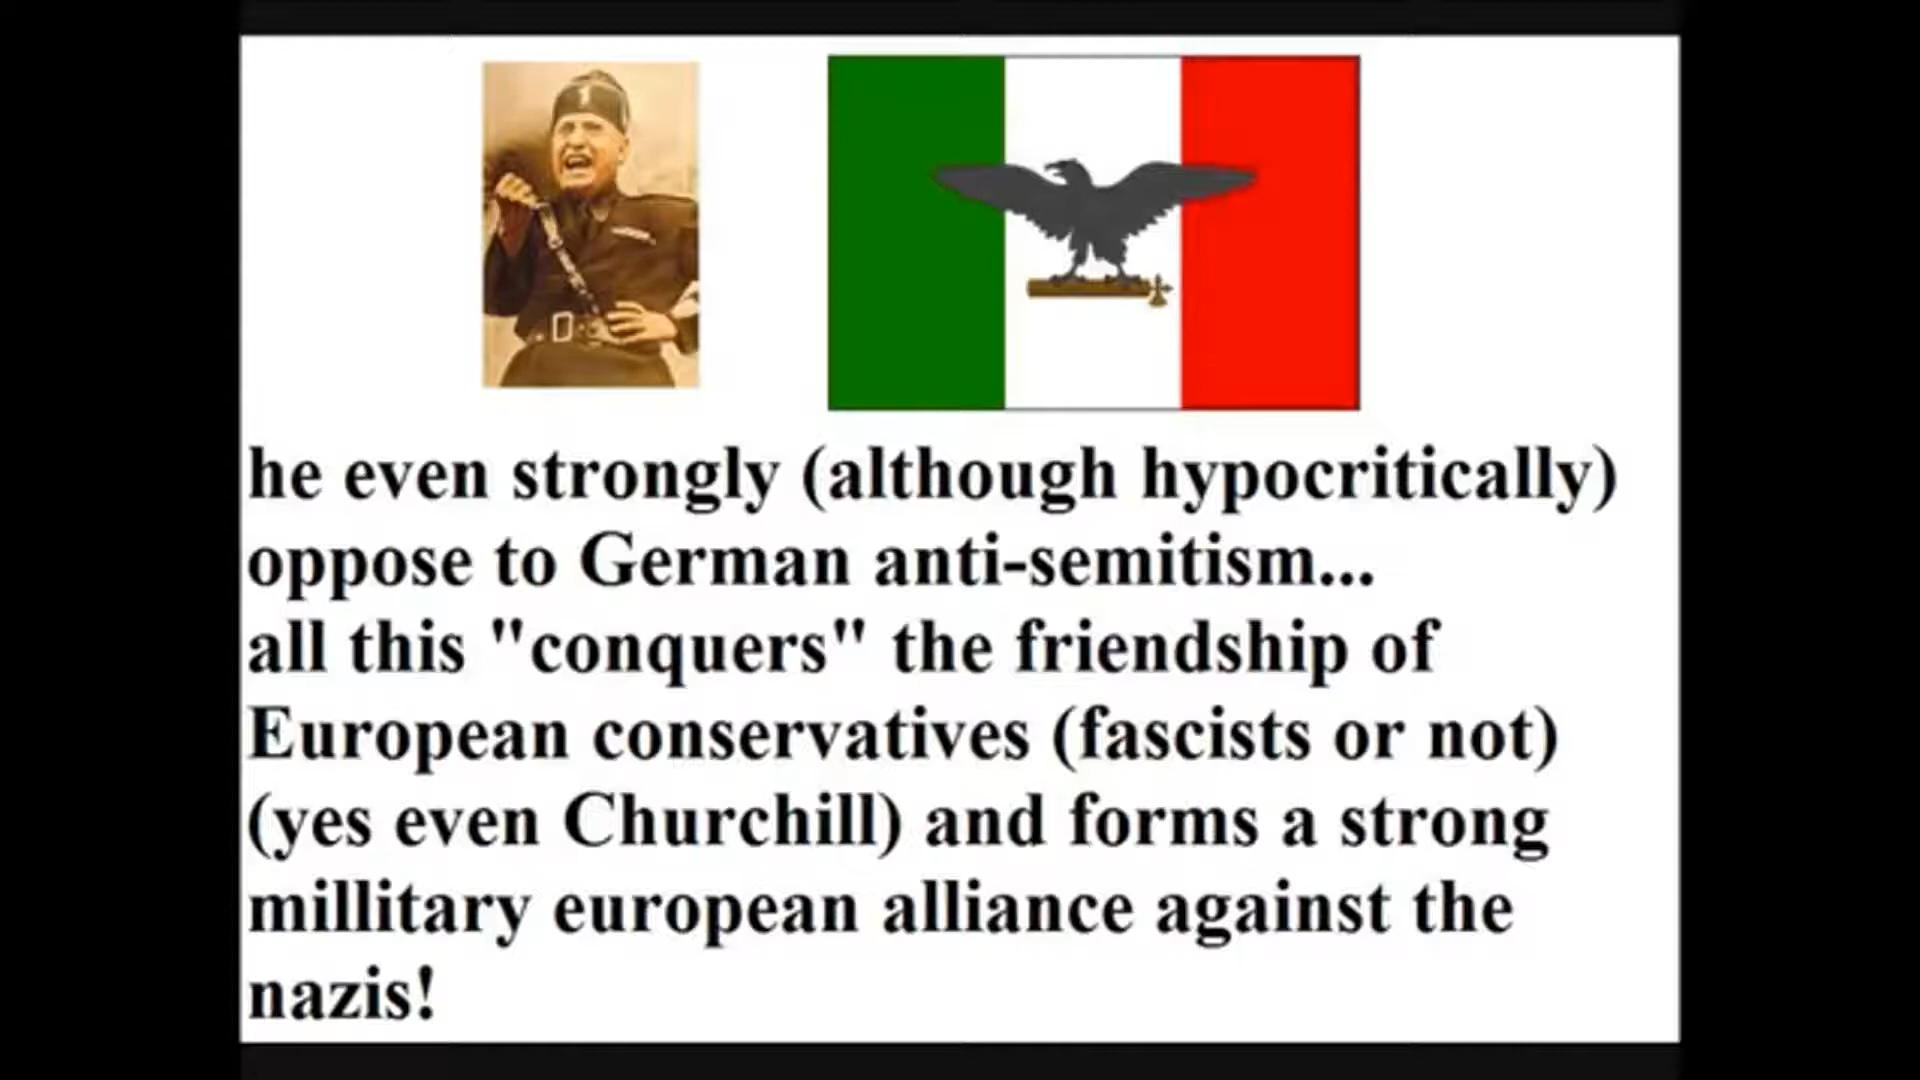 he even strongly (although hypocritically)
oppose to German anti-semitism...
all this "conquers" the friendship of
European conservatives (fascists or not)
(yes even Churchill) and forms a strong
millitary european alliance against the
nazis!